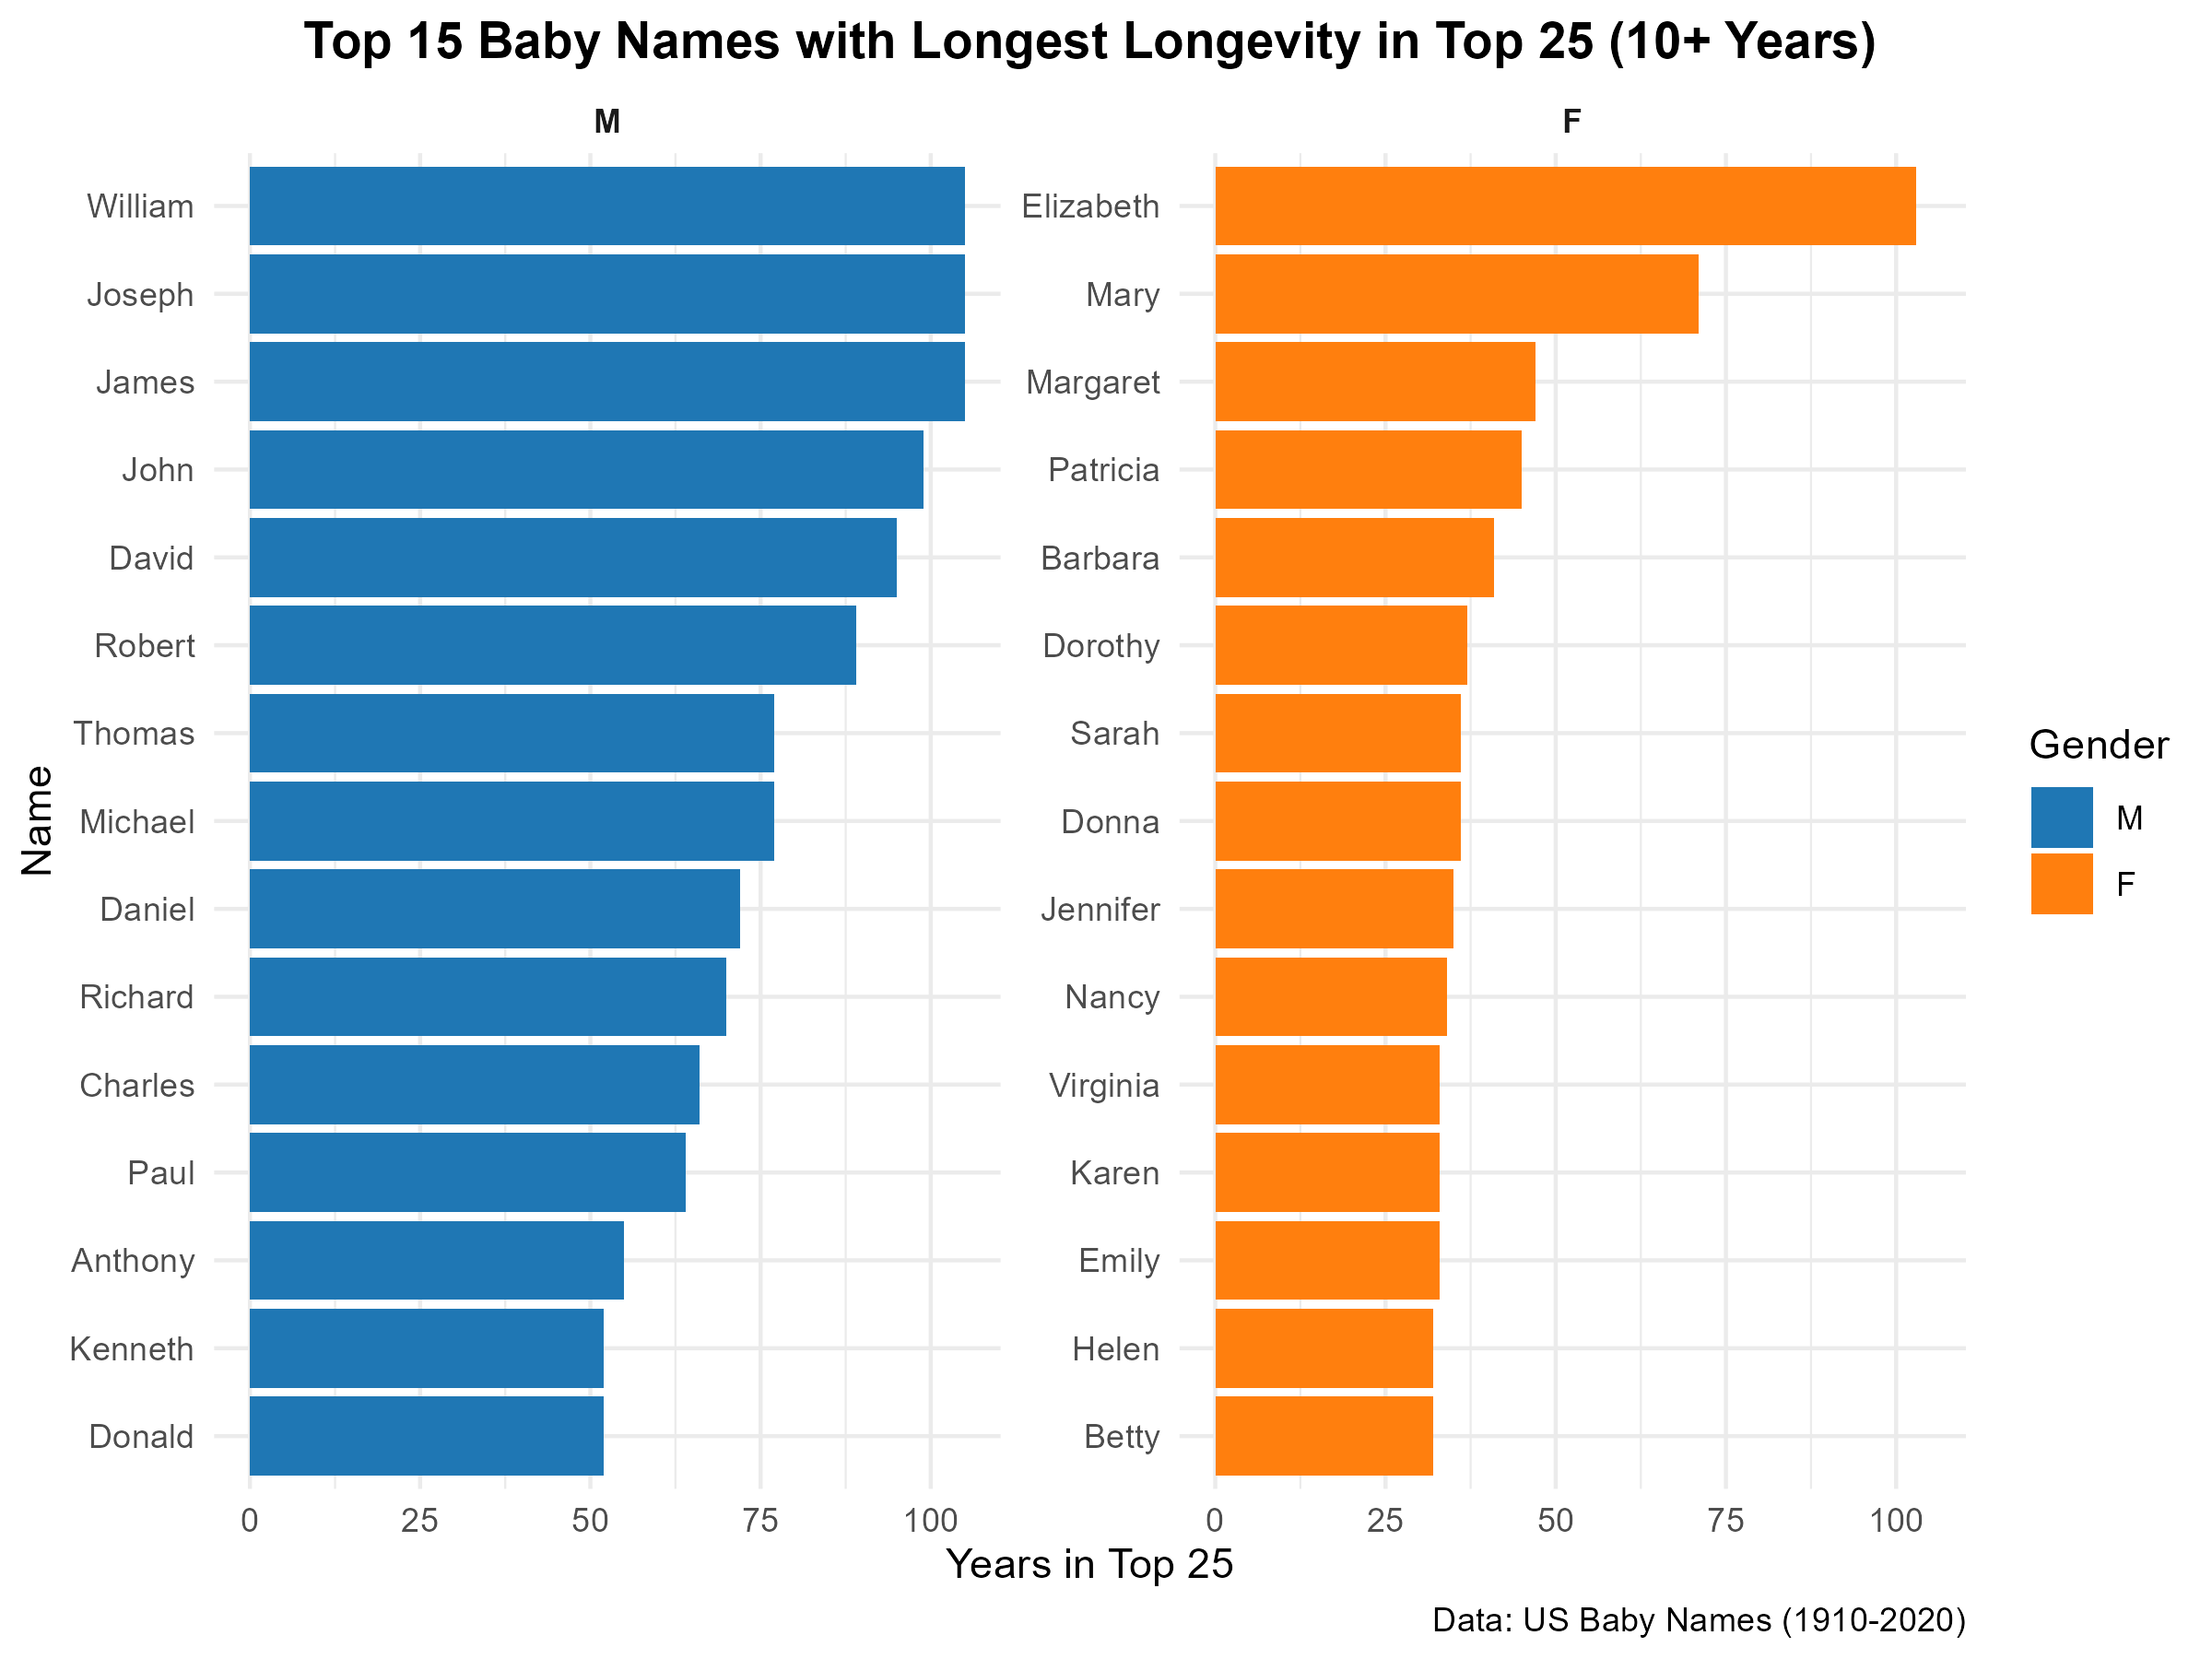 Top 15 Baby Names with Longest Longevity in Top 25 (10+ Years)
M
William
Joseph
James
John
David
Robert
Thomas
Michael
Daniel
Richard
Charles
Paul
Anthony
Kenneth
Donald
0 25 50 75 100
F
Elizabeth
Mary
Margaret
Patricia
Barbara
Dorothy
Sarah
Donna
Jennifer
Nancy
Virginia
Karen
Emily
Helen
Betty
0 25 50 75 100
Name
Years in Top 25
Gender
M
F
Data: US Baby Names (1910-2020)